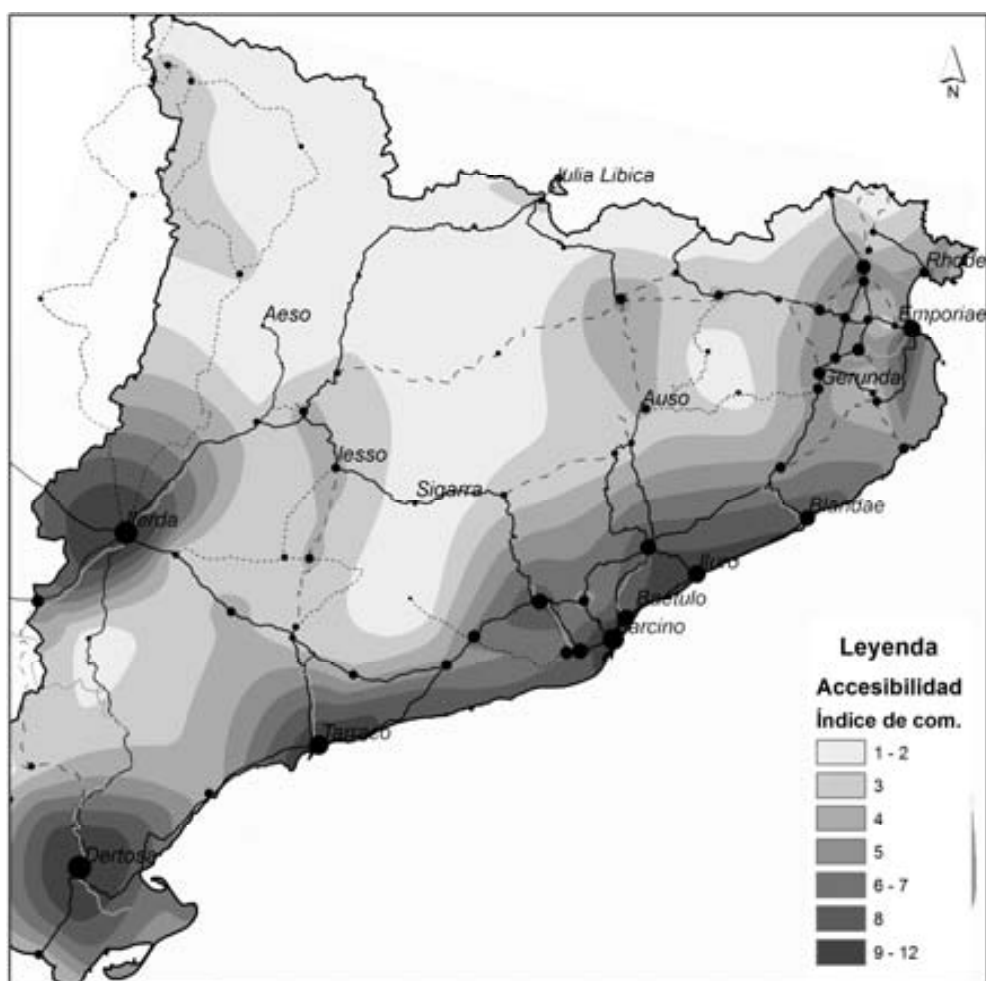 N
Iulia Libica
Rhode
Aeso
Emporiae
Gerunda
Auso
Iesso
Sigarra
Blandae
Ilerda
Iluro
Baetulo
Barcino
Tarraco
Dertosa
Leyenda
Accesibilidad
Índice de com.
1 - 2
3
4
5
6 - 7
8
9 - 12